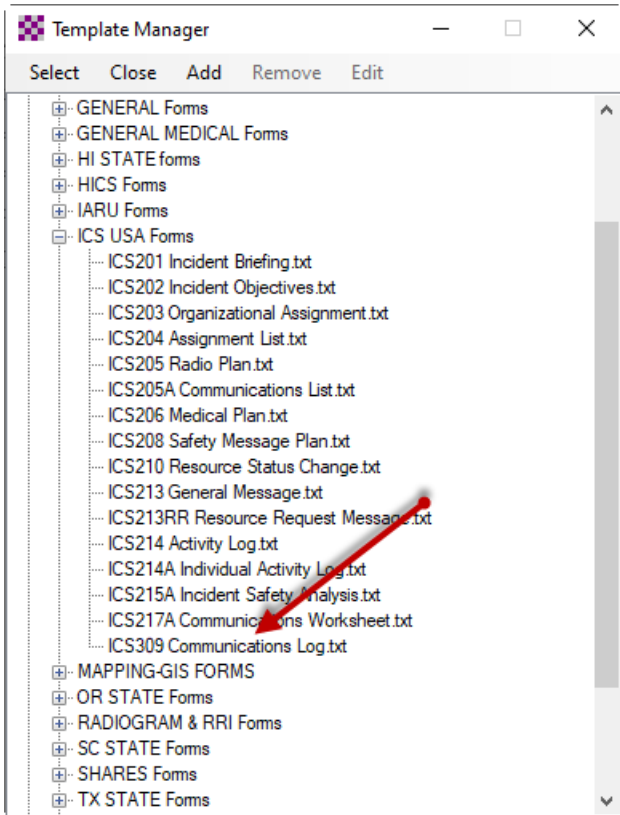 Template Manager
Select Close Add Remove Edit
GENERAL Forms
GENERAL MEDICAL Forms
HI STATE forms
HICS Forms
IARU Forms
ICS USA Forms
ICS201 Incident Briefing.txt
ICS202 Incident Objectives.txt
ICS203 Organizational Assignment.txt
ICS204 Assignment List.txt
ICS205 Radio Plan.txt
ICS205A Communications List.txt
ICS206 Medical Plan.txt
ICS208 Safety Message Plan.txt
ICS210 Resource Status Change.txt
ICS213 General Message.txt
ICS213RR Resource Request Message.txt
ICS214 Activity Log.txt
ICS214A Individual Activity Log.txt
ICS215A Incident Safety Analysis.txt
ICS217A Communications Worksheet.txt
ICS309 Communications Log.txt
MAPPING-GIS FORMS
OR STATE Forms
RADIOGRAM & RRI Forms
SC STATE Forms
SHARES Forms
TX STATE Forms